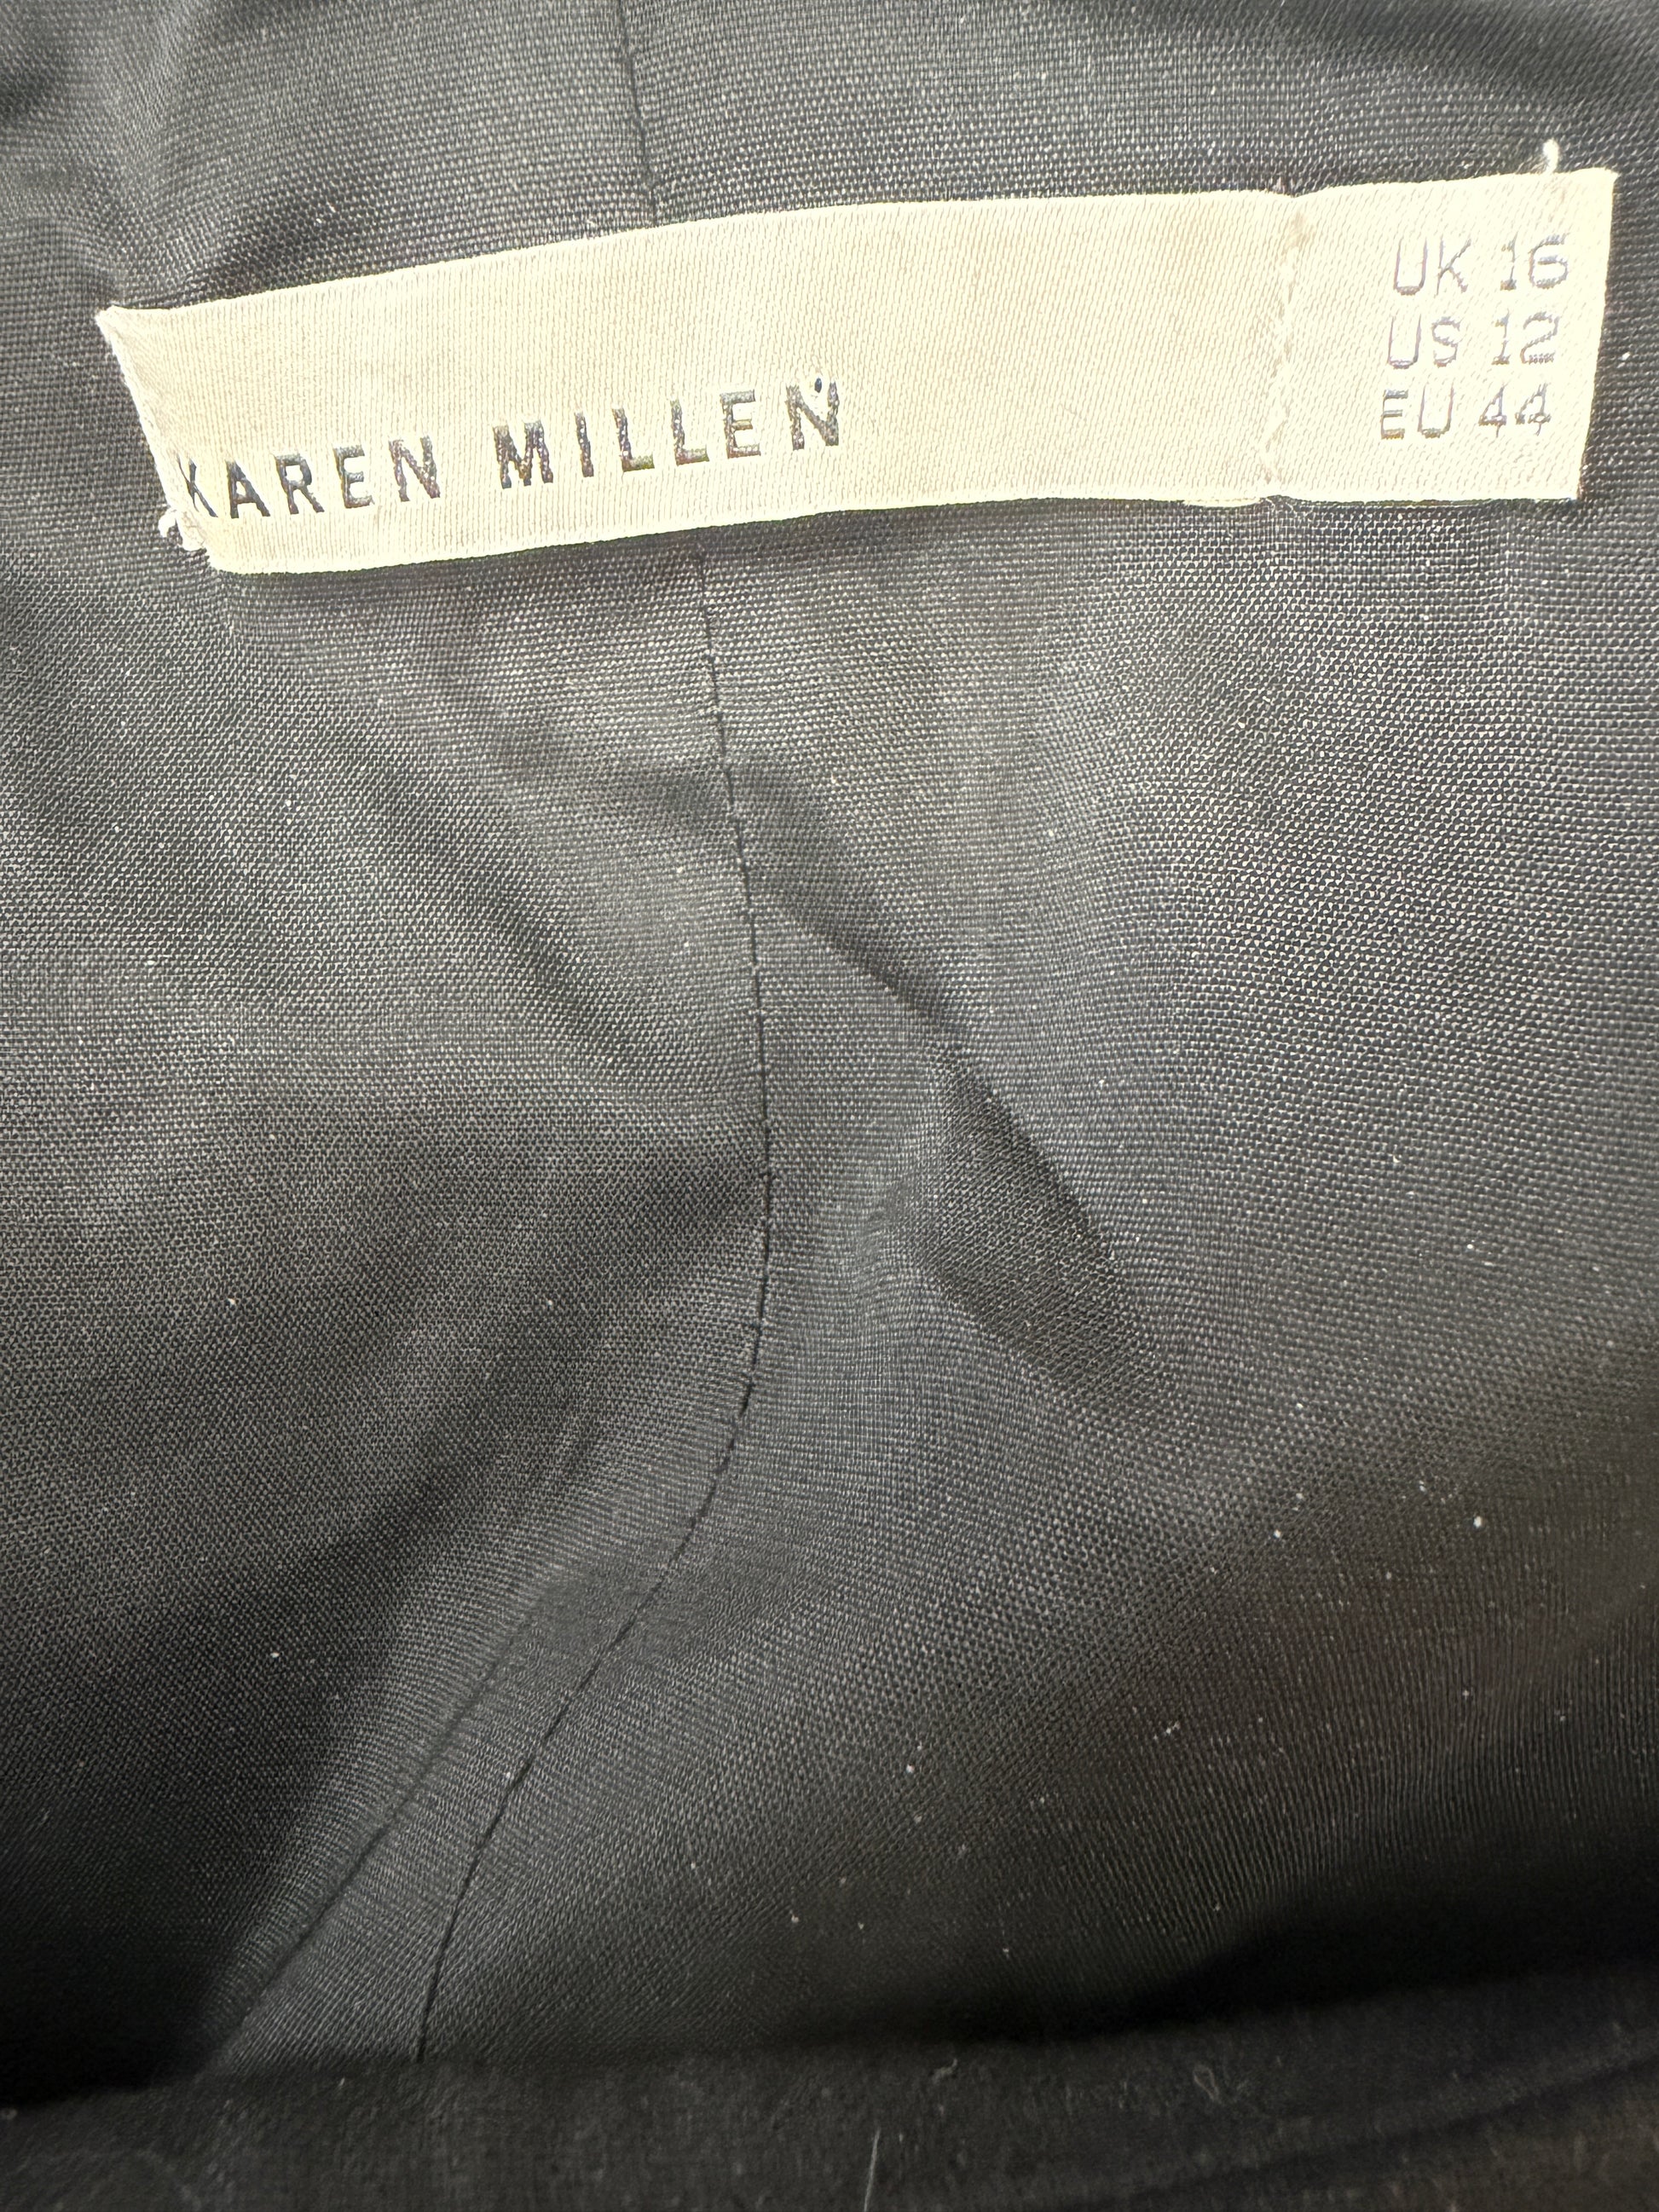 KAREN MILLEN
UK 16
US 12
EU 44